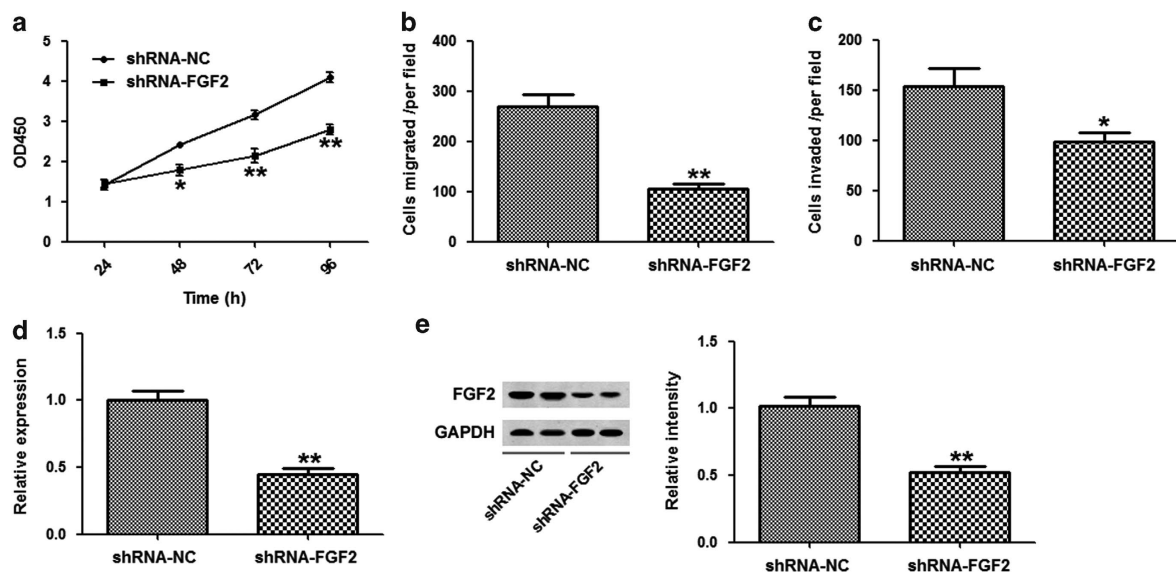 a
5
4
3
2
1
0
OD450
shRNA-NC
shRNA-FGF2
*
**
**
24
48
72
96
Time (h)
b
400
300
200
100
0
Cells migrated /per field
**
shRNA-NC
shRNA-FGF2
c
200
150
100
50
0
Cells invaded /per field
*
shRNA-NC
shRNA-FGF2
d
1.5
1.0
0.5
0.0
Relative expression
**
shRNA-NC
shRNA-FGF2
e
FGF2
GAPDH
shRNA-NC
shRNA-FGF2
1.5
1.0
0.5
0.0
Relative intensity
**
shRNA-NC
shRNA-FGF2